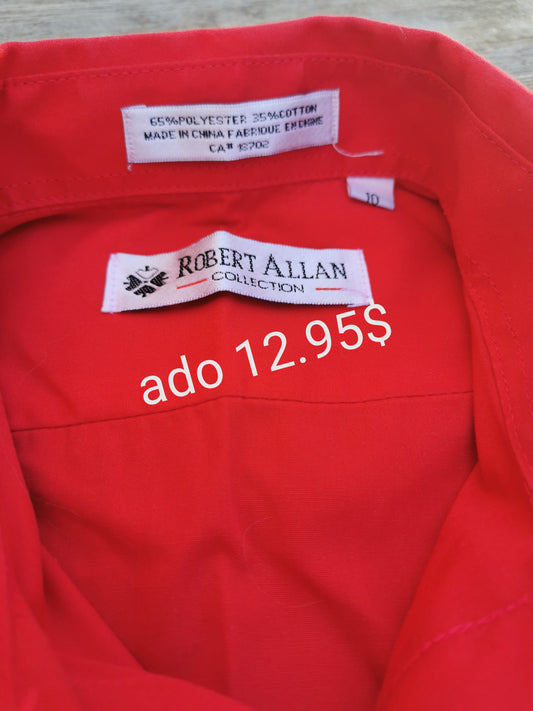 65%POLYESTER 35%COTTON
MADE IN CHINA FABRIQUE EN CHINE
CA# 18702
10
ROBERT ALLAN
COLLECTION
ado 12.95$